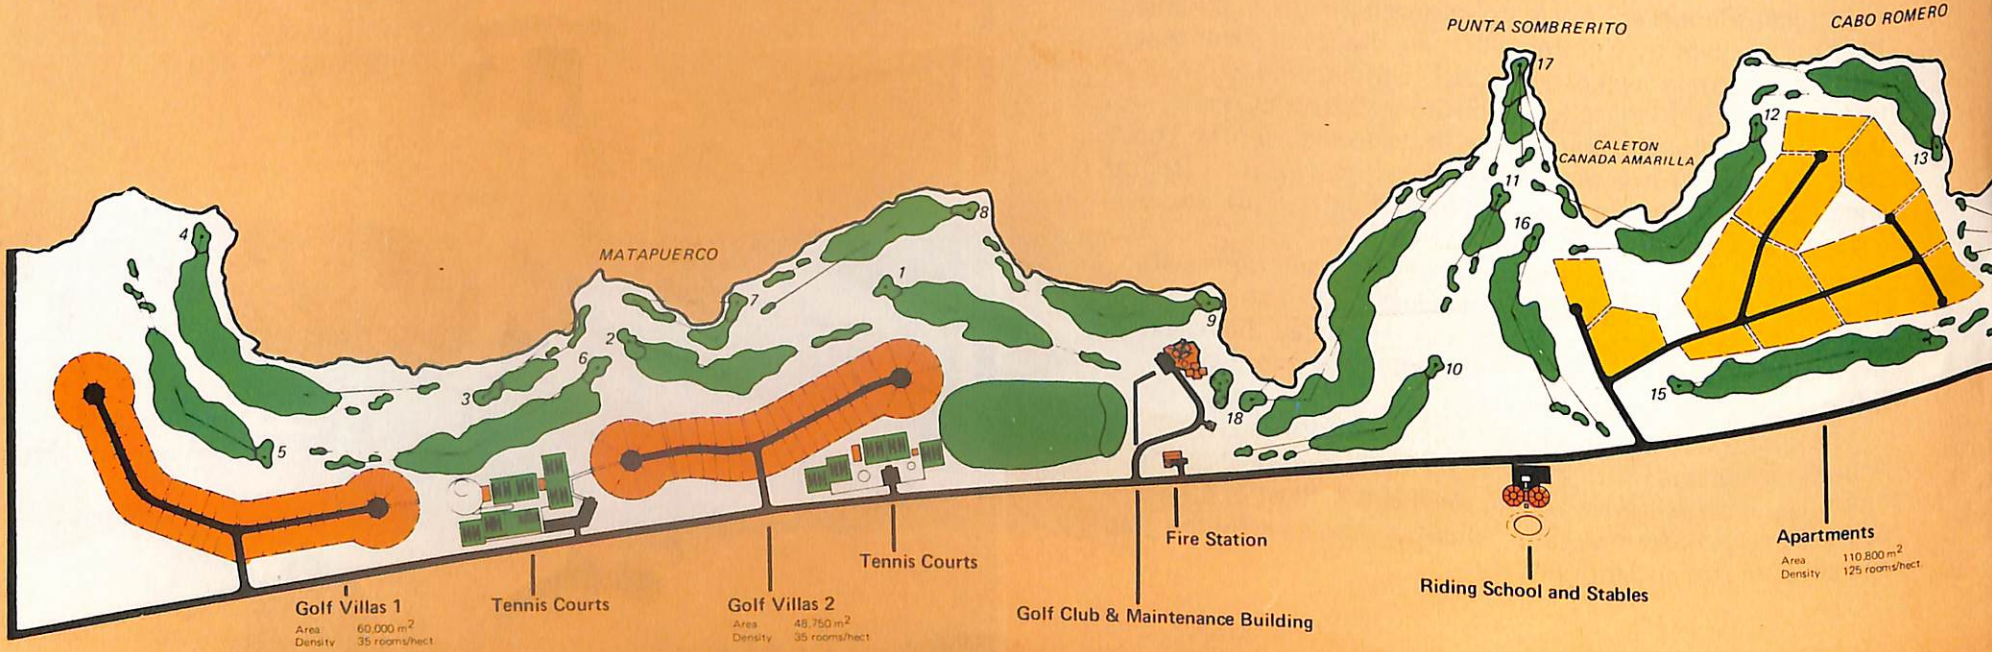 PUNTA SOMBRERITO
CABO ROMERO
17
12
CALETON
CANADA AMARILLA
13
11
16
4
MATAPUERCO
8
1
7
9
2
6
3
10
18
15
5
Golf Villas 1
Area 60,000 m²
Density 35 rooms/hect.
Tennis Courts
Golf Villas 2
Area 48,750 m²
Density 35 rooms/hect.
Tennis Courts
Golf Club & Maintenance Building
Fire Station
Riding School and Stables
Apartments
Area 110,800 m²
Density 125 rooms/hect.